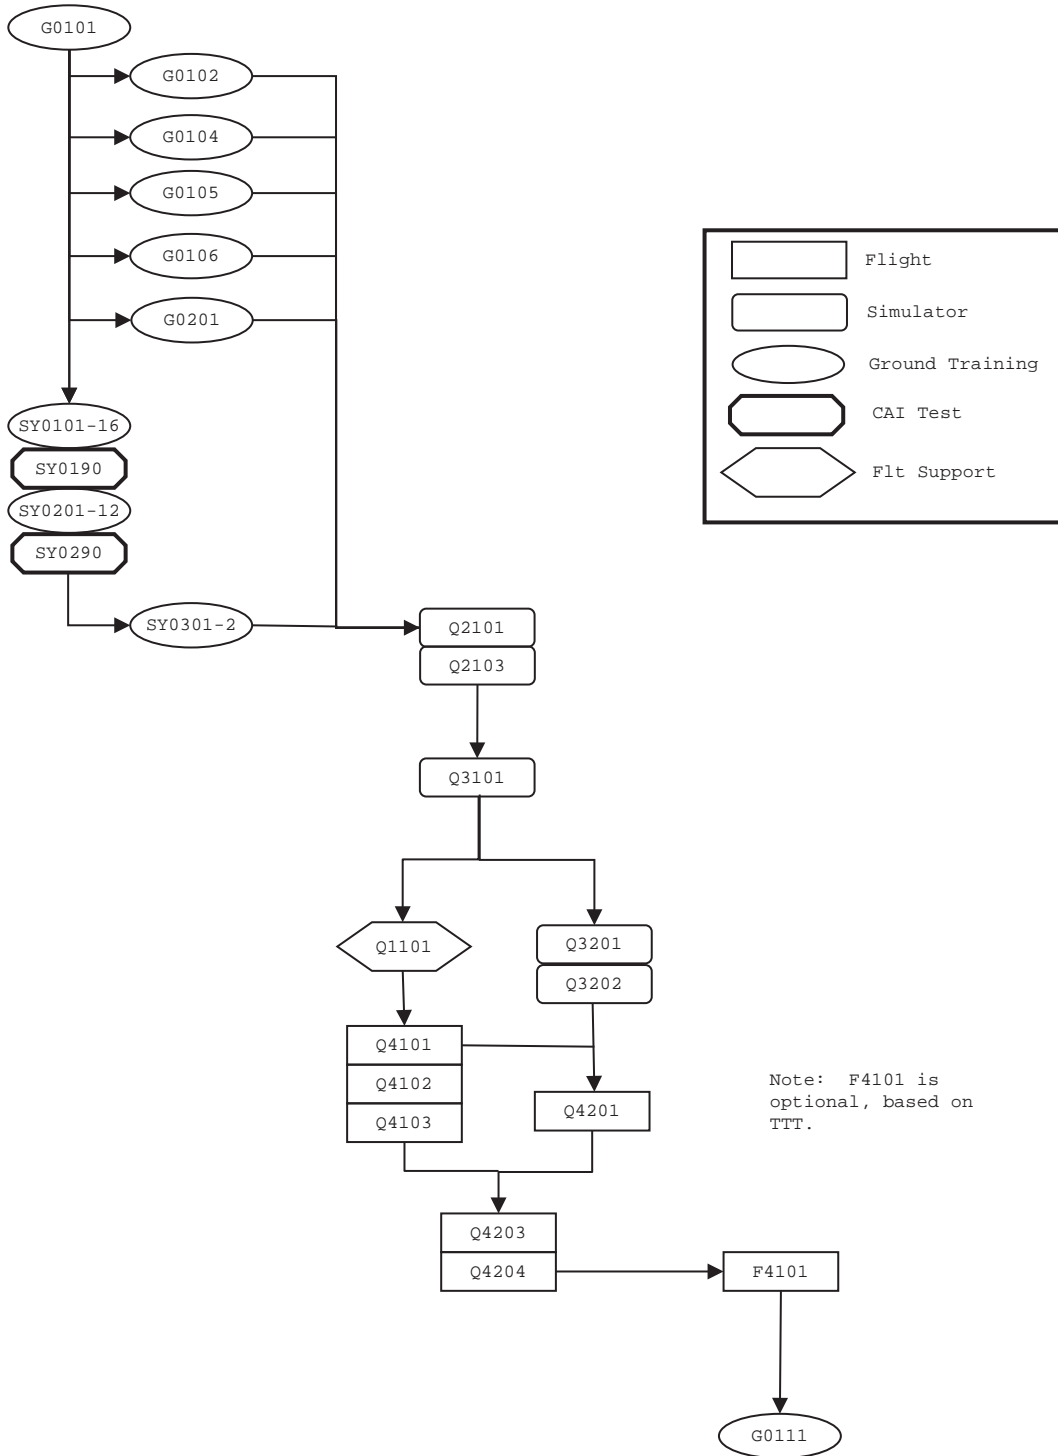 G0101
G0102
G0104
G0105
G0106
G0201
SY0101-16
SY0190
SY0201-12
SY0290
SY0301-2
Flight
Simulator
Ground Training
CAI Test
Flt Support
Q2101
Q2103
Q3101
Q1101
Q3201
Q3202
Q4101
Q4102
Q4103
Q4201
Note:  F4101 is
optional, based on
TTT.
Q4203
Q4204
F4101
G0111